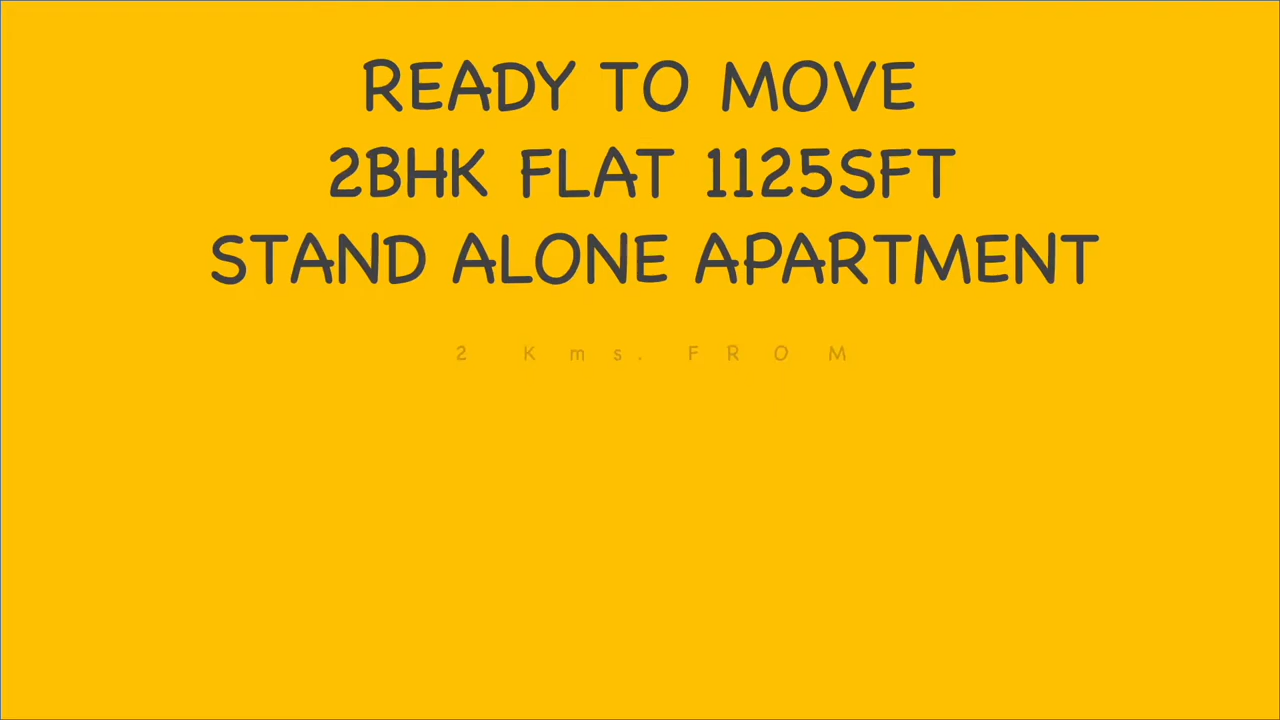 READY TO MOVE
2BHK FLAT 1125SFT
STAND ALONE APARTMENT
2 Kms. FROM